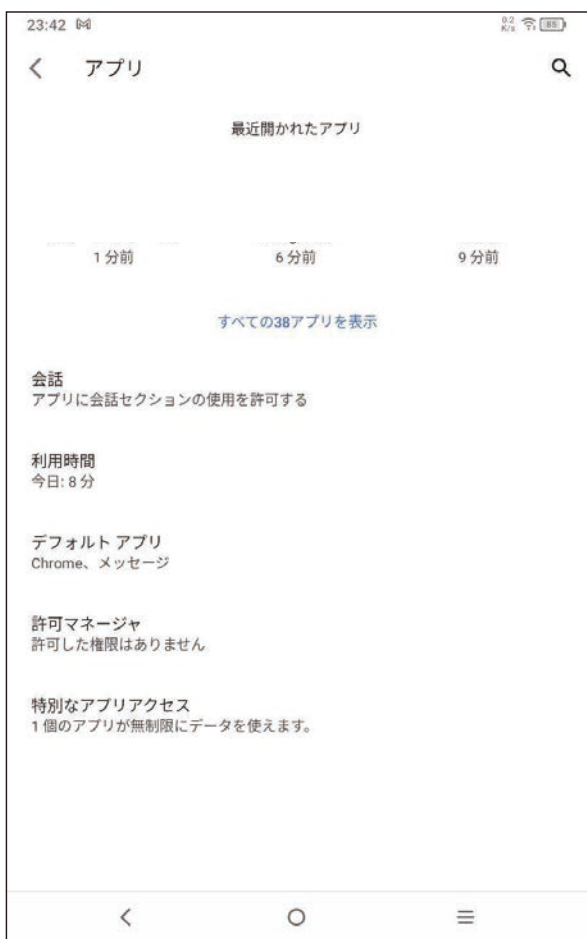 23:42
0.2 K/s 85
アプリ
最近開かれたアプリ
1 分前 6 分前 9 分前
すべての38アプリを表示
会話
アプリに会話セクションの使用を許可する
利用時間
今日: 8 分
デフォルト アプリ
Chrome、メッセージ
許可マネージャ
許可した権限はありません
特別なアプリアクセス
1 個のアプリが無制限にデータを使えます。